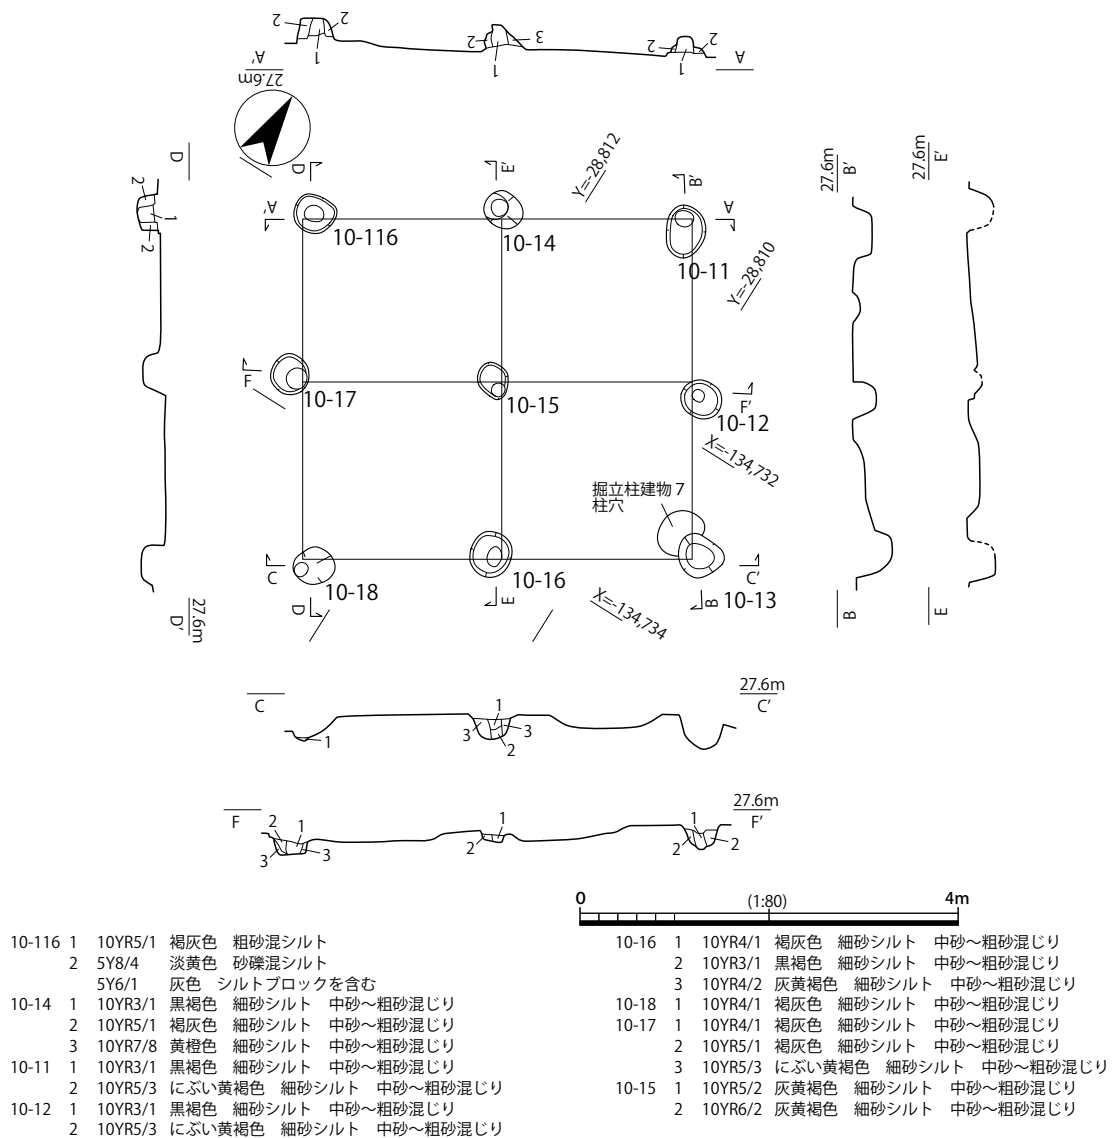 2
2
1
2
3
1
2
2
1
A'
27.6m
A
D
27.6m
B'
27.6m
E'
2
1
2
D
E'
Y=-28,812
B'
A'
A
10-116
10-14
10-11
Y=-28,810
F
10-17
10-15
10-12
F'
X=-134,732
掘立柱建物7
柱穴
C
10-18
10-16
C'
10-13
D
E
B
X=-134,734
D'
27.6m
B
E
C
1
3
1
3
2
27.6m
C'
F
2
1
3
3
1
2
1
2
2
27.6m
F'
0
(1:80)
4m
10-116 1 10YR5/1 褐灰色 粗砂混シルト
2 5Y8/4 淡黄色 砂礫混シルト
5Y6/1 灰色 シルトブロックを含む
10-14 1 10YR3/1 黒褐色 細砂シルト 中砂～粗砂混じり
2 10YR5/1 褐灰色 細砂シルト 中砂～粗砂混じり
3 10YR7/8 黄橙色 細砂シルト 中砂～粗砂混じり
10-11 1 10YR3/1 黒褐色 細砂シルト 中砂～粗砂混じり
2 10YR5/3 にぶい黄褐色 細砂シルト 中砂～粗砂混じり
10-12 1 10YR3/1 黒褐色 細砂シルト 中砂～粗砂混じり
2 10YR5/3 にぶい黄褐色 細砂シルト 中砂～粗砂混じり
10-16 1 10YR4/1 褐灰色 細砂シルト 中砂～粗砂混じり
2 10YR3/1 黒褐色 細砂シルト 中砂～粗砂混じり
3 10YR4/2 灰黄褐色 細砂シルト 中砂～粗砂混じり
10-18 1 10YR4/1 褐灰色 細砂シルト 中砂～粗砂混じり
10-17 1 10YR4/1 褐灰色 細砂シルト 中砂～粗砂混じり
2 10YR5/1 褐灰色 細砂シルト 中砂～粗砂混じり
3 10YR5/3 にぶい黄褐色 細砂シルト 中砂～粗砂混じり
10-15 1 10YR5/2 灰黄褐色 細砂シルト 中砂～粗砂混じり
2 10YR6/2 灰黄褐色 細砂シルト 中砂～粗砂混じり